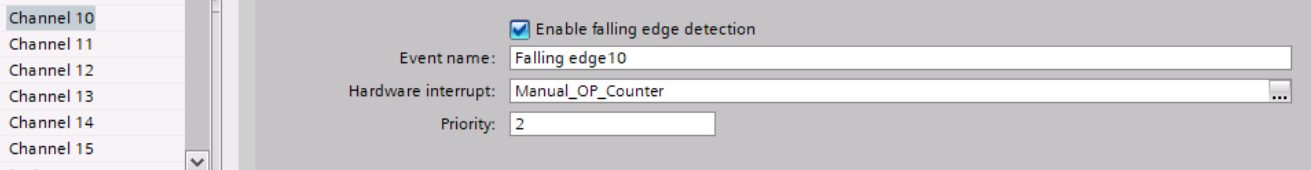 Channel 10
Channel 11
Channel 12
Channel 13
Channel 14
Channel 15
Enable falling edge detection
Event name: Falling edge10
Hardware interrupt: Manual_OP_Counter ...
Priority: 2